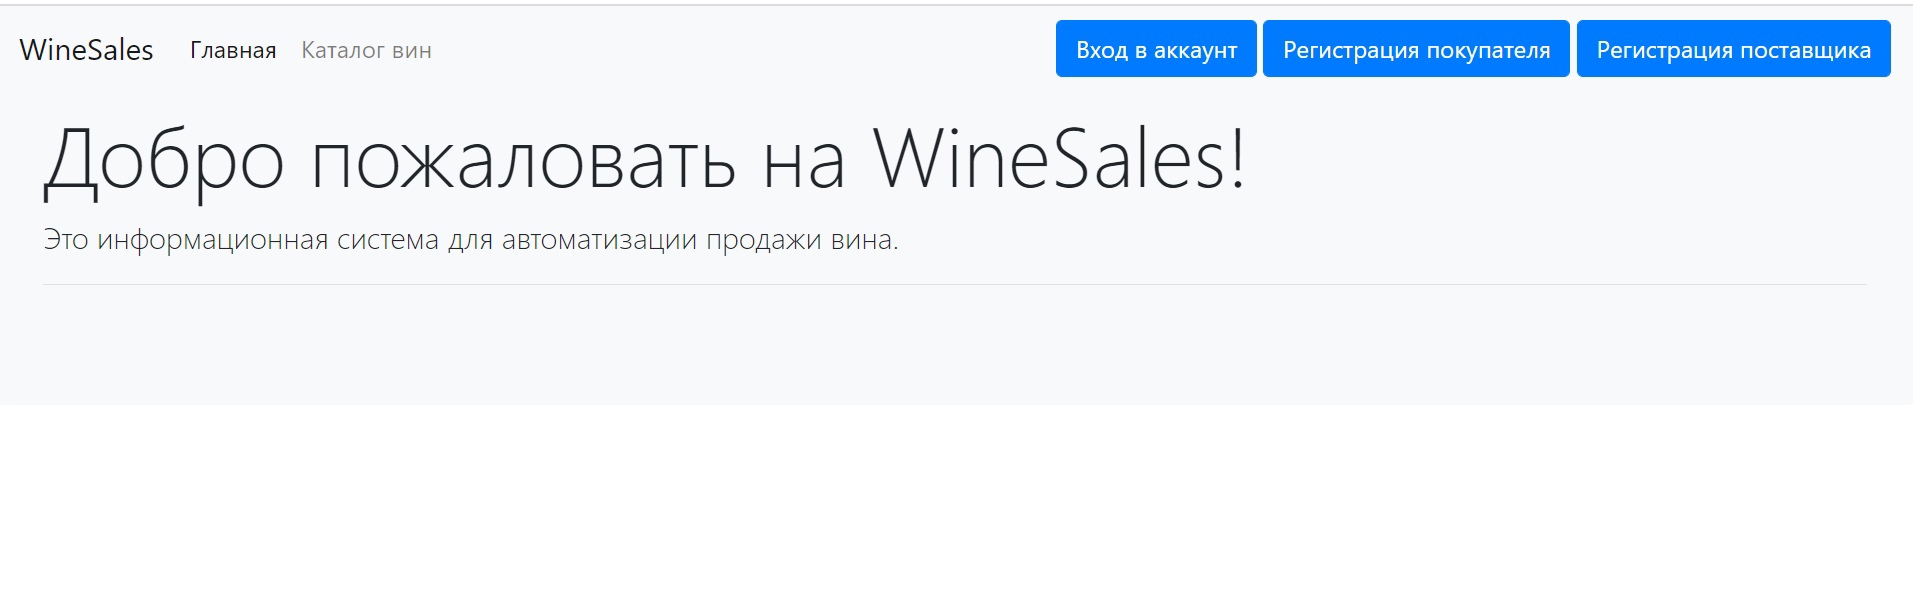 WineSales Главная Каталог вин Вход в аккаунт Регистрация покупателя Регистрация поставщика
Добро пожаловать на WineSales!
Это информационная система для автоматизации продажи вина.